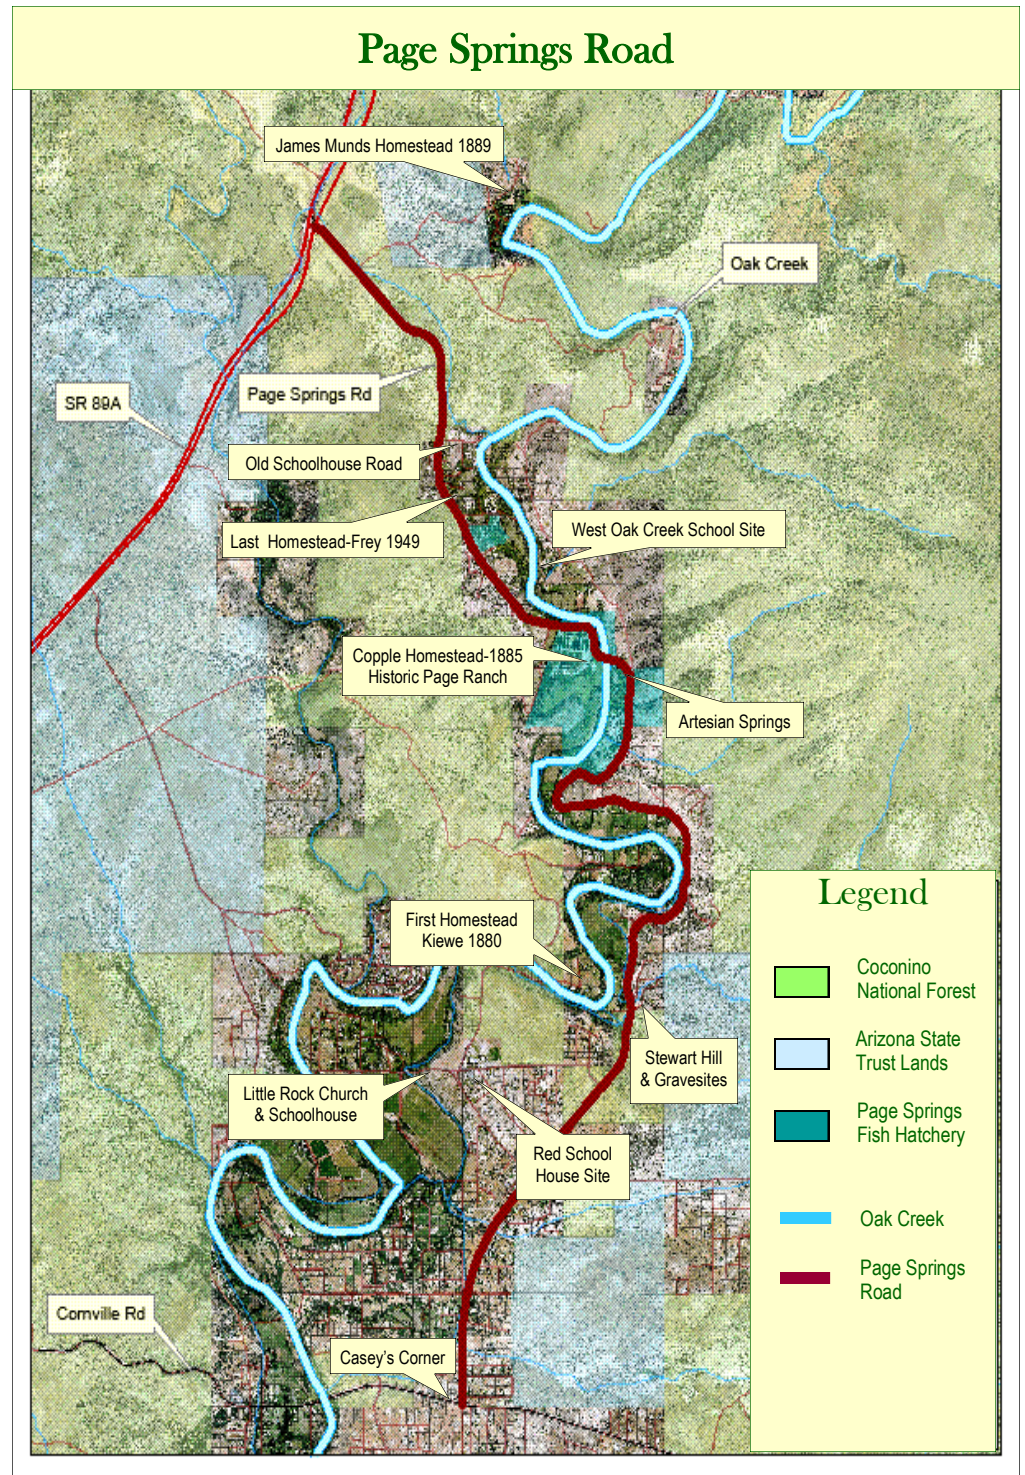 Page Springs Road
James Munds Homestead 1889
Oak Creek
Page Springs Rd
SR 89A
Old Schoolhouse Road
Last Homestead-Frey 1949
West Oak Creek School Site
Copple Homestead-1885
Historic Page Ranch
Artesian Springs
First Homestead
Kiewe 1880
Stewart Hill
& Gravesites
Little Rock Church
& Schoolhouse
Red School
House Site
Cornville Rd
Casey's Corner
Legend
Coconino
National Forest
Arizona State
Trust Lands
Page Springs
Fish Hatchery
Oak Creek
Page Springs
Road